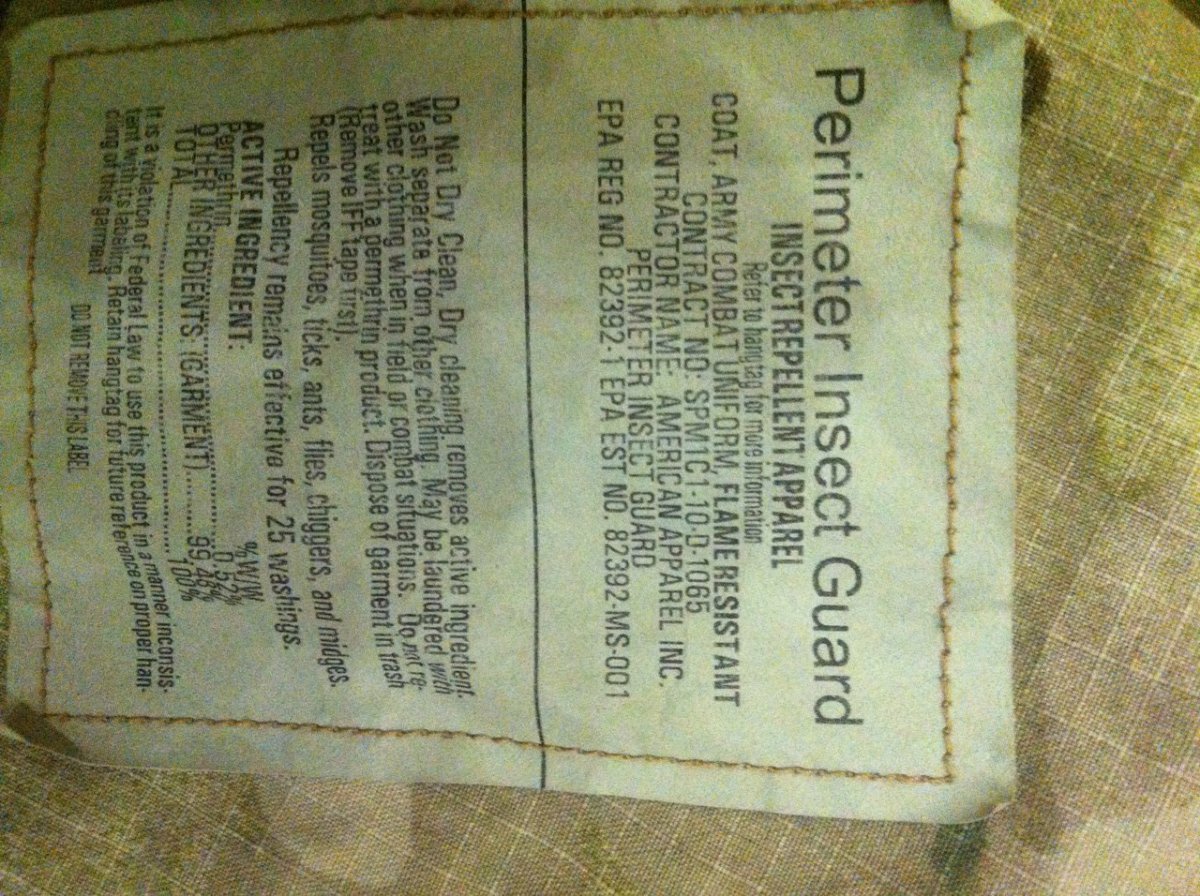 Perimeter Insect Guard
INSECT REPELLENT APPAREL
Refer to hangtag for more information
COAT, ARMY COMBAT UNIFORM, FLAME RESISTANT
CONTRACT NO: SPM1C1-10-D-1065
CONTRACTOR NAME: AMERICAN APPAREL INC.
PERIMETER INSECT GUARD
EPA REG NO. 82392-1 EPA EST NO. 82392-MS-001
Do Not Dry Clean, Dry cleaning removes active ingredient.
Wash separate from other clothing. May be laundered with
other clothing when in field or combat situations. Do not re-
treat with a permethrin product. Dispose of garment in trash
(Remove IFF tape first).
Repels mosquitoes, ticks, ants, flies, chiggers, and midges.
Repellency remains effective for 25 washings.
ACTIVE INGREDIENT: %W/W
Permethrin............................0.52%
OTHER INGREDIENTS: (GARMENT)........99.48%
TOTAL...............................100%
It is a violation of Federal Law to use this product in a manner inconsis-
tent with its labeling. Retain hangtag for future reference on proper han-
dling of this garment
DO NOT REMOVE THIS LABEL